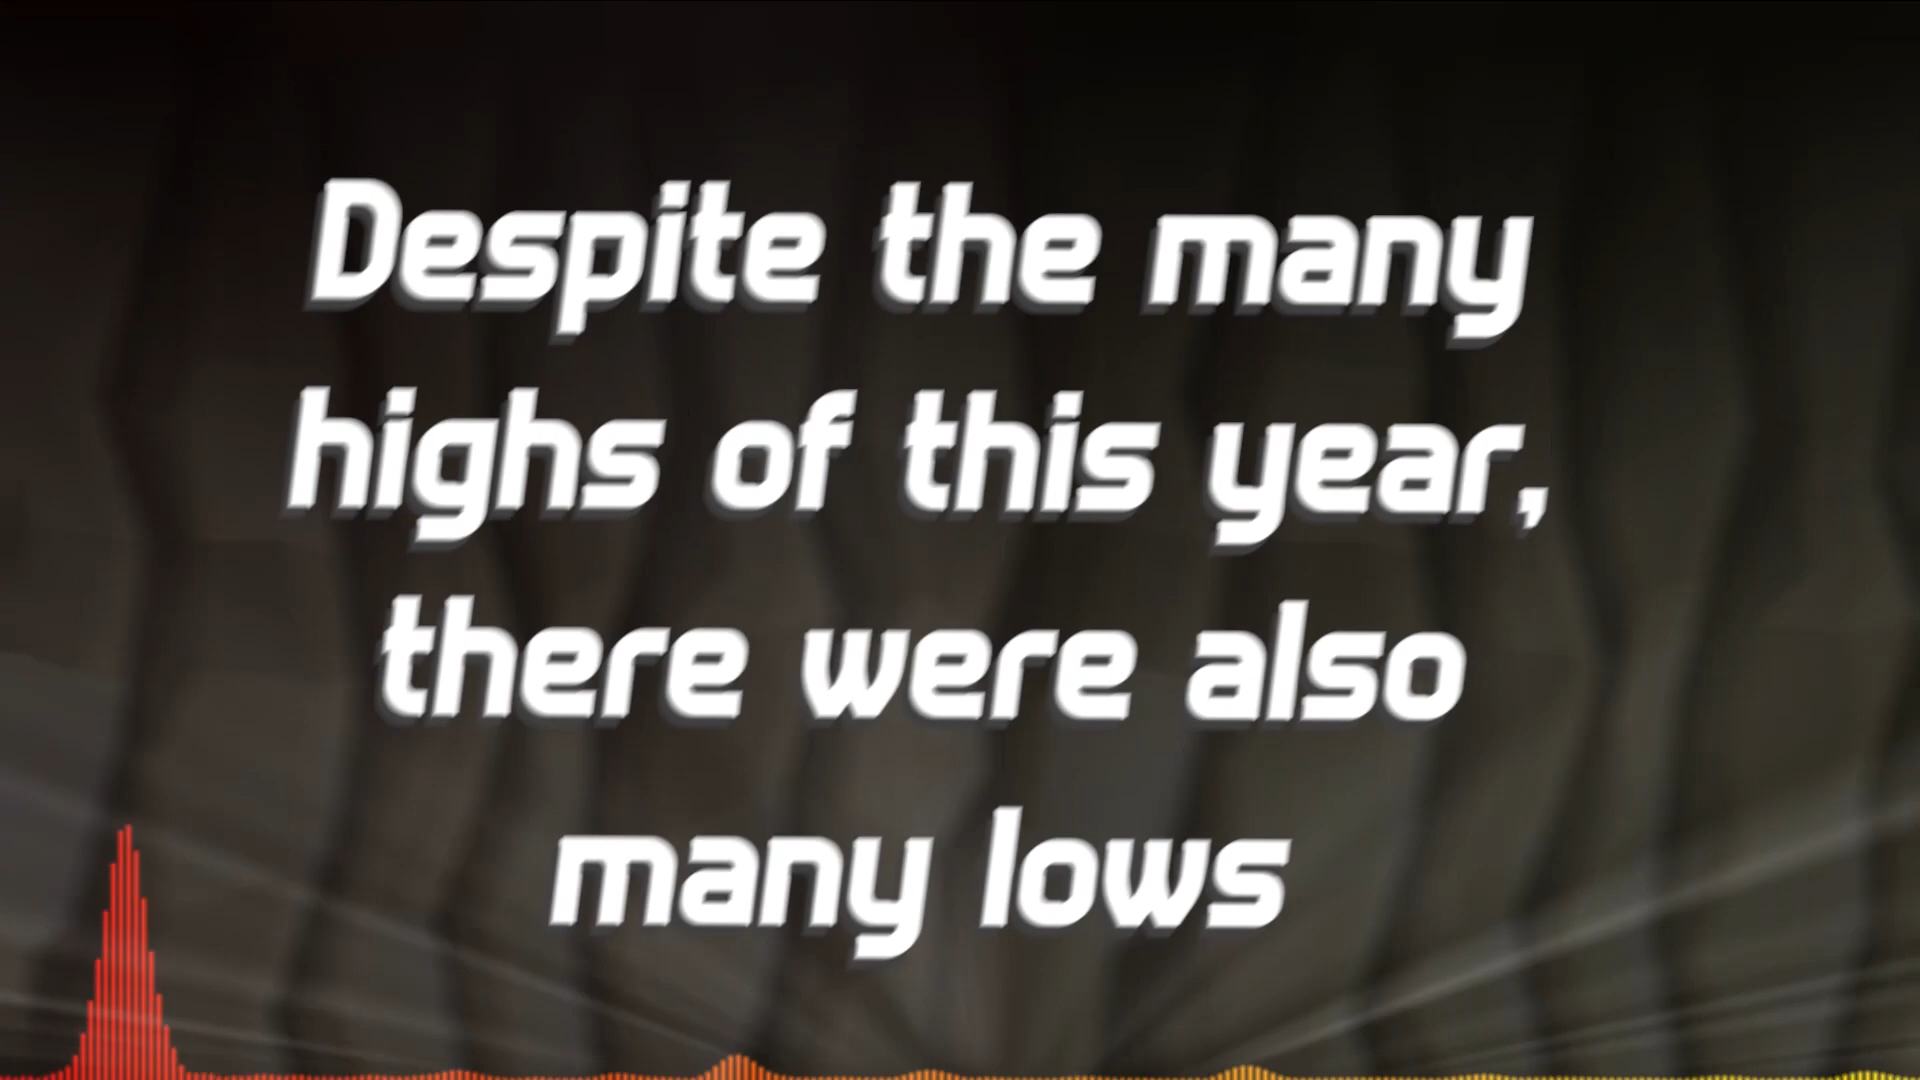 Despite the many
highs of this year,
there were also
many lows